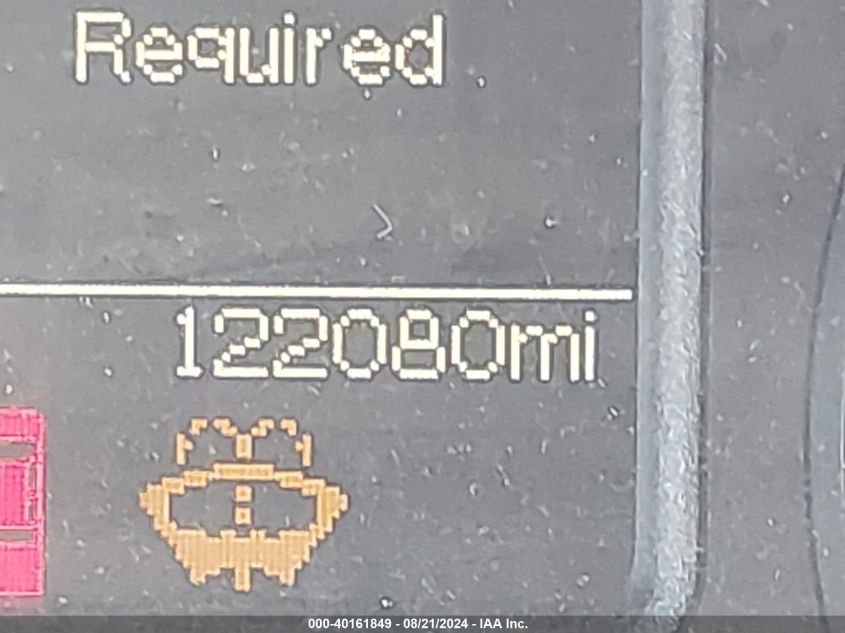 Required
122080mi
000-40161849 - 08/21/2024 - IAA Inc.